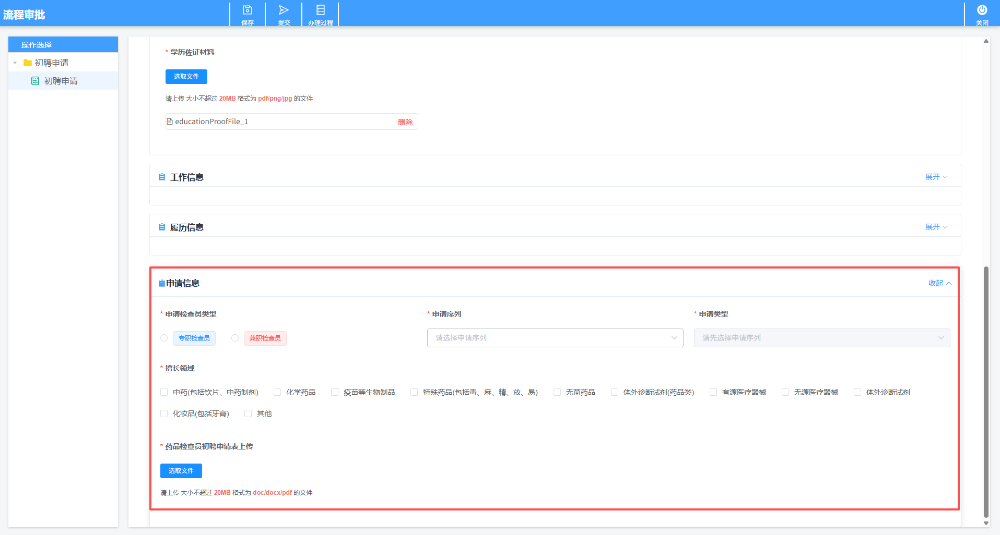 流程审批
保存
提交
办理过程
关闭
操作选择
初聘申请
初聘申请
* 学历佐证材料
选取文件
请上传 大小不超过 20MB 格式为 pdf/png/jpg 的文件
educationProofFile_1 删除
工作信息 展开
履历信息 展开
申请信息 收起
* 申请检查员类型 * 申请序列 * 申请类型
专职检查员 兼职检查员 请选择申请序列 请先选择申请序列
* 擅长领域
中药(包括饮片、中药制剂) 化学药品 疫苗等生物制品 特殊药品(包括毒、麻、精、放、易) 无菌药品 体外诊断试剂(药品类) 有源医疗器械 无源医疗器械 体外诊断试剂
化妆品(包括牙膏) 其他
* 药品检查员初聘申请表上传
选取文件
请上传 大小不超过 20MB 格式为 doc/docx/pdf 的文件